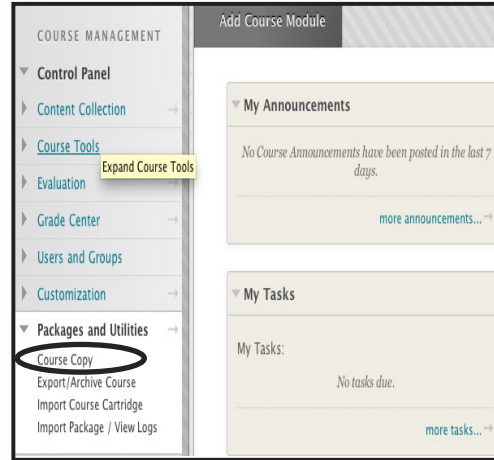 COURSE MANAGEMENT
Control Panel
Content Collection
Course Tools
Expand Course Tools
Evaluation
Grade Center
Users and Groups
Customization
Packages and Utilities
Course Copy
Export/Archive Course
Import Course Cartridge
Import Package / View Logs
Add Course Module
My Announcements
No Course Announcements have been posted in the last 7
days.
more announcements...
My Tasks
My Tasks:
No tasks due.
more tasks...